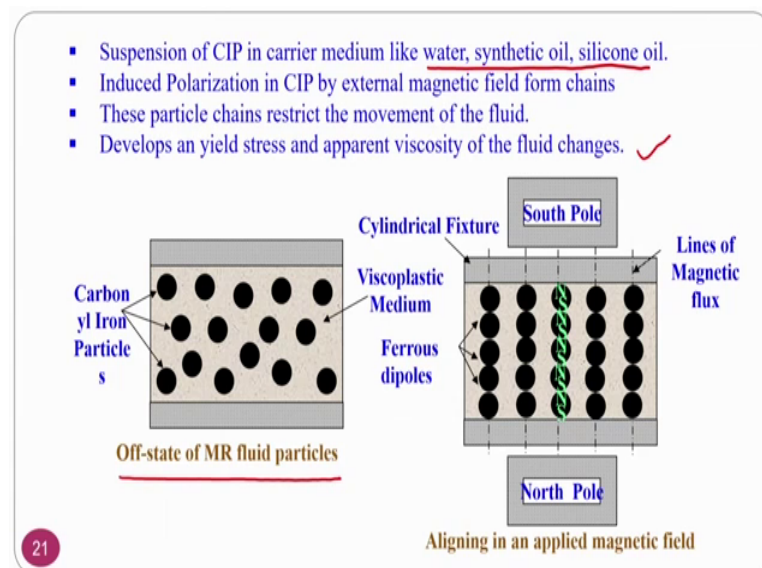 ▪ Suspension of CIP in carrier medium like water, synthetic oil, silicone oil.
▪ Induced Polarization in CIP by external magnetic field form chains
▪ These particle chains restrict the movement of the fluid.
▪ Develops an yield stress and apparent viscosity of the fluid changes.
Carbon
yl Iron
Particle
s
Viscoplastic
Medium
Off-state of MR fluid particles
South Pole
Cylindrical Fixture
Lines of
Magnetic
flux
Ferrous
dipoles
North Pole
Aligning in an applied magnetic field
21